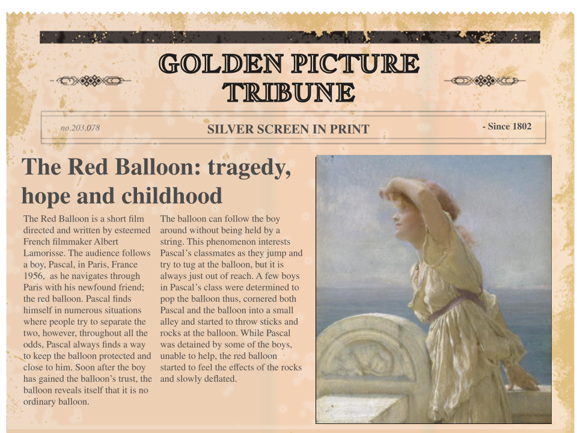 GOLDEN PICTURE
TRIBUNE
no 203.078
SILVER SCREEN IN PRINT
- Since 1802
The Red Balloon: tragedy,
hope and childhood
The Red Balloon is a short film
directed and written by esteemed
French filmmaker Albert
Lamorisse. The audience follows
a boy, Pascal, in Paris, France
1956,  as he navigates through
Paris with his newfound friend;
the red balloon. Pascal finds
himself in numerous situations
where people try to separate the
two, however, throughout all the
odds, Pascal always finds a way
to keep the balloon protected and
close to him. Soon after the boy
has gained the balloon's trust, the
balloon reveals itself that it is no
ordinary balloon.
The balloon can follow the boy
around without being held by a
string. This phenomenon interests
Pascal's classmates as they jump and
try to tug at the balloon, but it is
always just out of reach. A few boys
in Pascal's class were determined to
pop the balloon thus, cornered both
Pascal and the balloon into a small
alley and started to throw sticks and
rocks at the balloon. While Pascal
was detained by some of the boys,
unable to help, the red balloon
started to feel the effects of the rocks
and slowly deflated.